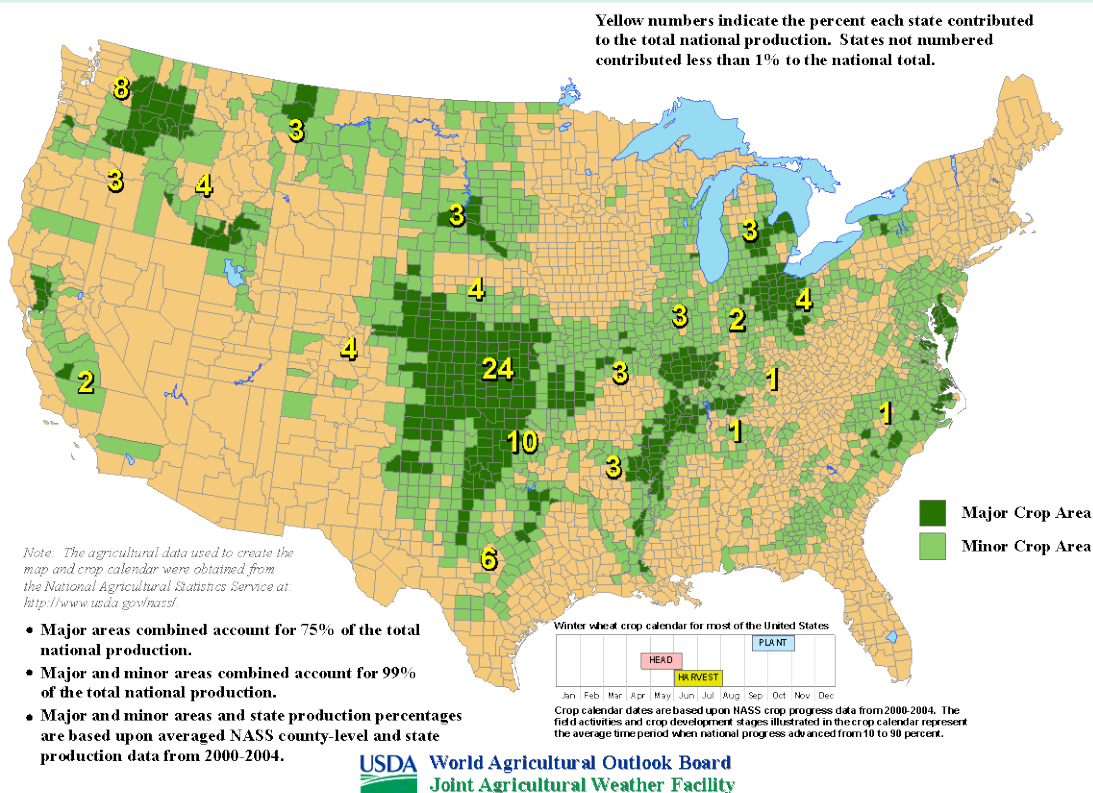 Yellow numbers indicate the percent each state contributed
to the total national production.  States not numbered
contributed less than 1% to the national total.
8
3
3
4
3
3
4
4
3
2
4
24
3
2
1
1
1
10
3
6
Major Crop Area
Minor Crop Area
Note:  The agricultural data used to create the
map and crop calendar were obtained from
the National Agricultural Statistics Service at:
http://www.usda.gov/nass/.
• Major areas combined account for 75% of the total
national production.
• Major and minor areas combined account for 99%
of the total national production.
• Major and minor areas and state production percentages
are based upon averaged NASS county-level and state
production data from 2000-2004.
Winter wheat crop calendar for most of the United States
PLANT
HEAD
HARVEST
Jan Feb Mar Apr May Jun Jul Aug Sep Oct Nov Dec
Crop calendar dates are based upon NASS crop progress data from 2000-2004.  The
field activities and crop development stages illustrated in the crop calendar represent
the average time period when national progress advanced from 10 to 90 percent.
USDA World Agricultural Outlook Board
Joint Agricultural Weather Facility